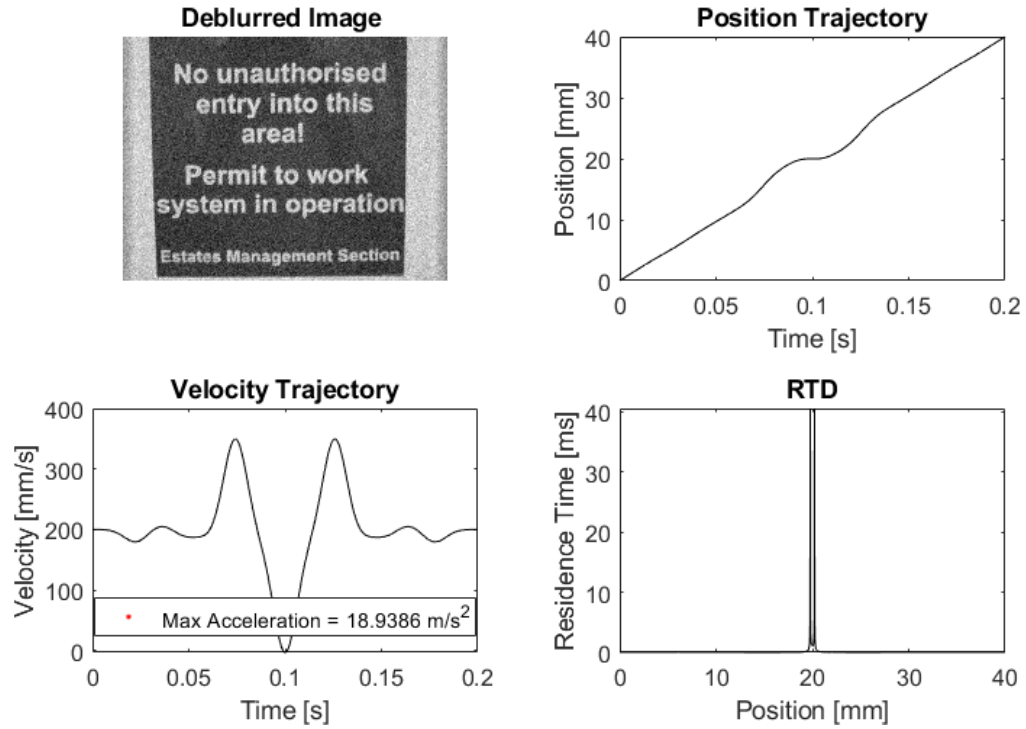 Deblurred Image
No unauthorised
entry into this
area!
Permit to work
system in operation
Estates Management Section
Position Trajectory
Position [mm]
40
30
20
10
0
0 0.05 0.1 0.15 0.2
Time [s]
Velocity Trajectory
Velocity [mm/s]
400
300
200
100
0
Max Acceleration = 18.9386 m/s²
0 0.05 0.1 0.15 0.2
Time [s]
RTD
Residence Time [ms]
40
30
20
10
0
0 10 20 30 40
Position [mm]